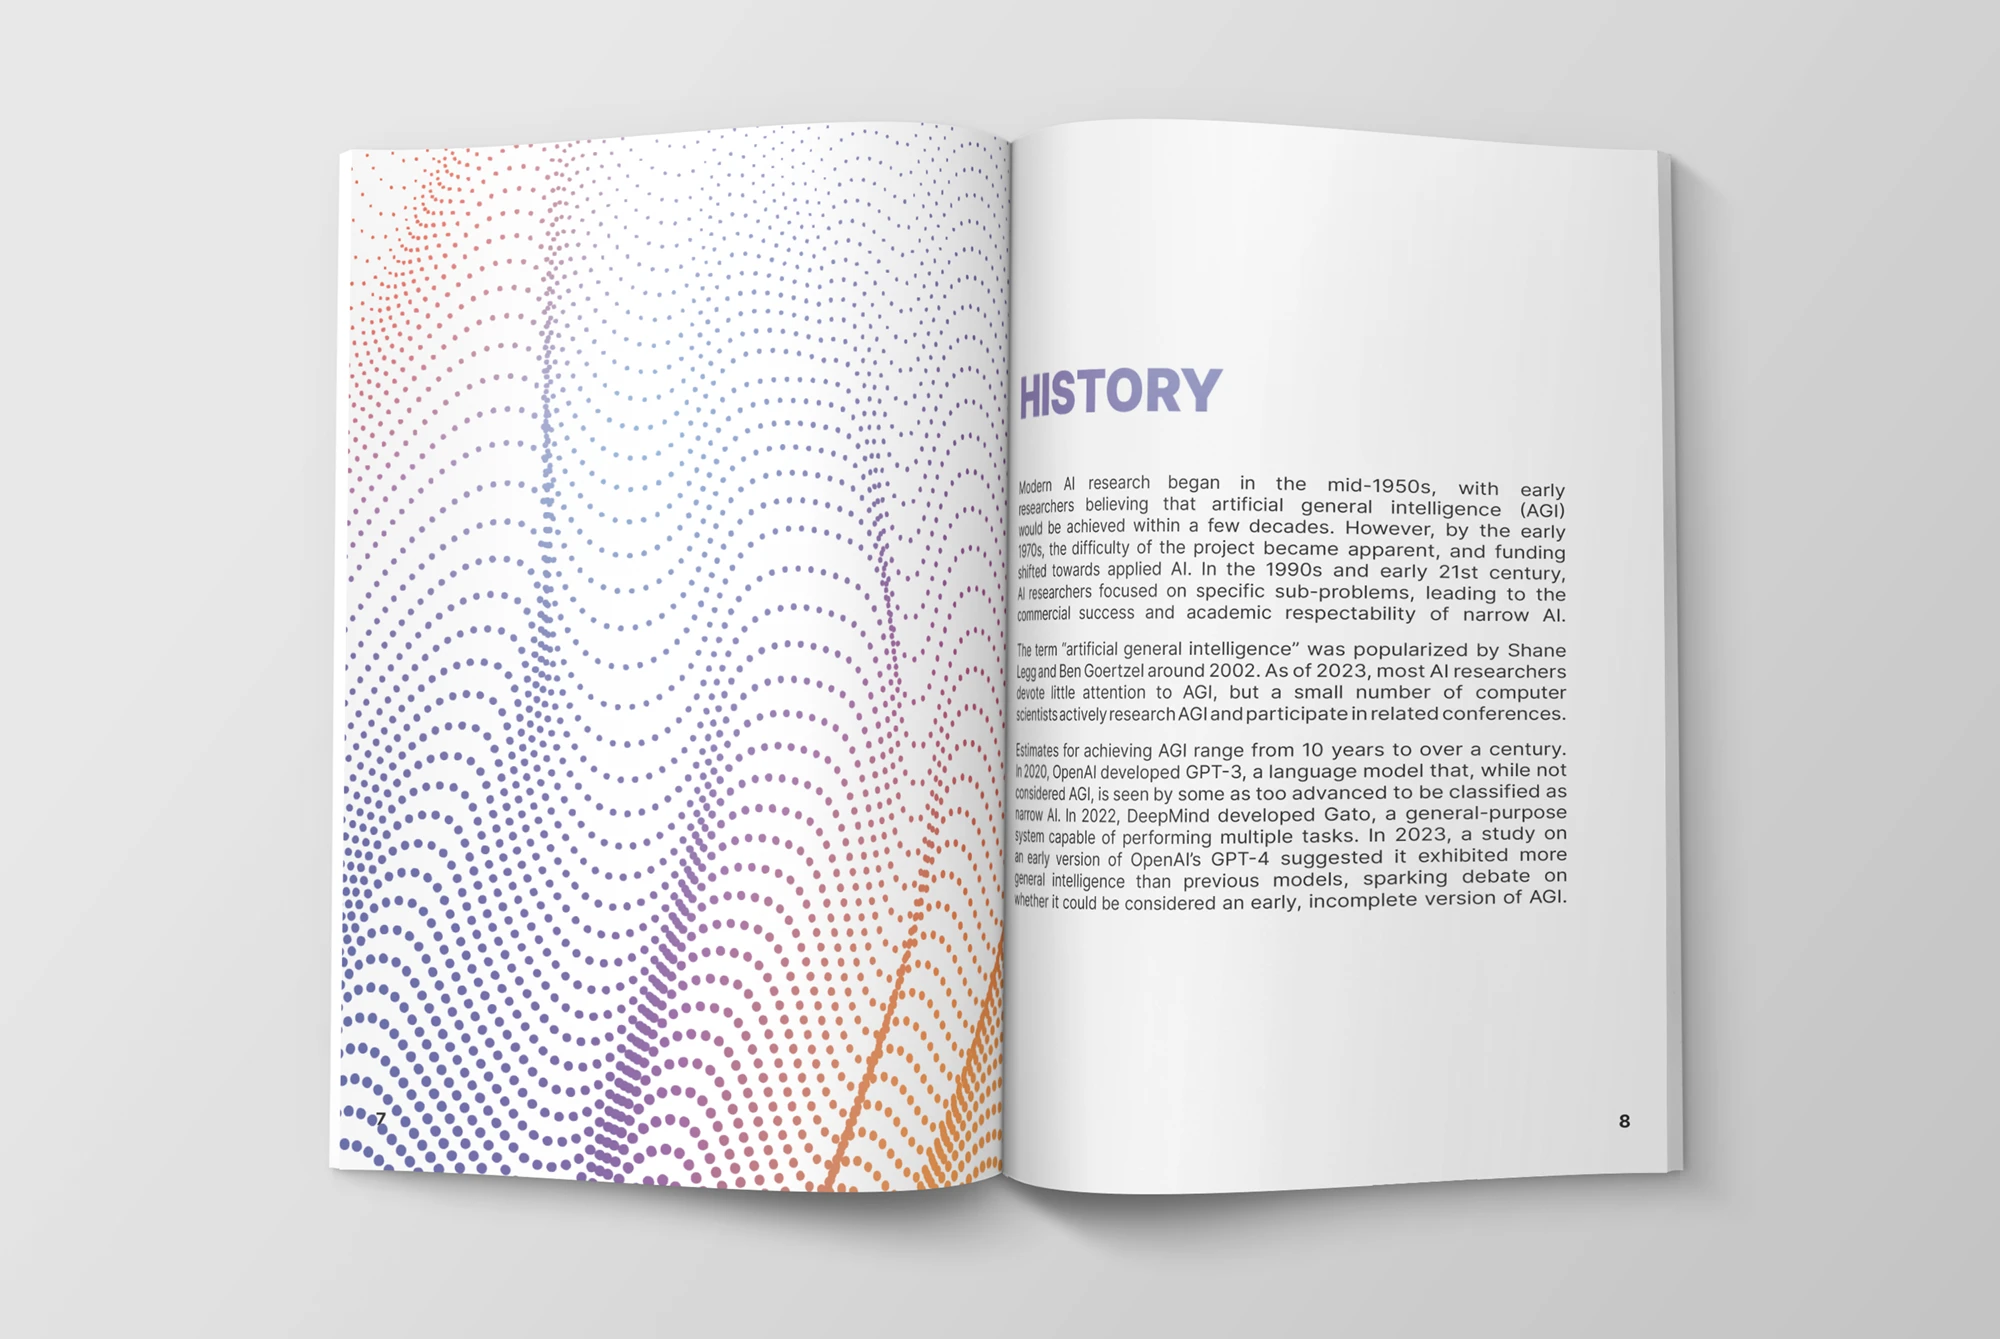 HISTORY
Modern AI research began in the mid-1950s, with early
researchers believing that artificial general intelligence (AGI)
would be achieved within a few decades. However, by the early
1970s, the difficulty of the project became apparent, and funding
shifted towards applied AI. In the 1990s and early 21st century,
AI researchers focused on specific sub-problems, leading to the
commercial success and academic respectability of narrow AI.
The term “artificial general intelligence” was popularized by Shane
Legg and Ben Goertzel around 2002. As of 2023, most AI researchers
devote little attention to AGI, but a small number of computer
scientists actively research AGI and participate in related conferences.
Estimates for achieving AGI range from 10 years to over a century.
In 2020, OpenAI developed GPT-3, a language model that, while not
considered AGI, is seen by some as too advanced to be classified as
narrow AI. In 2022, DeepMind developed Gato, a general-purpose
system capable of performing multiple tasks. In 2023, a study on
an early version of OpenAI’s GPT-4 suggested it exhibited more
general intelligence than previous models, sparking debate on
whether it could be considered an early, incomplete version of AGI.
7
8